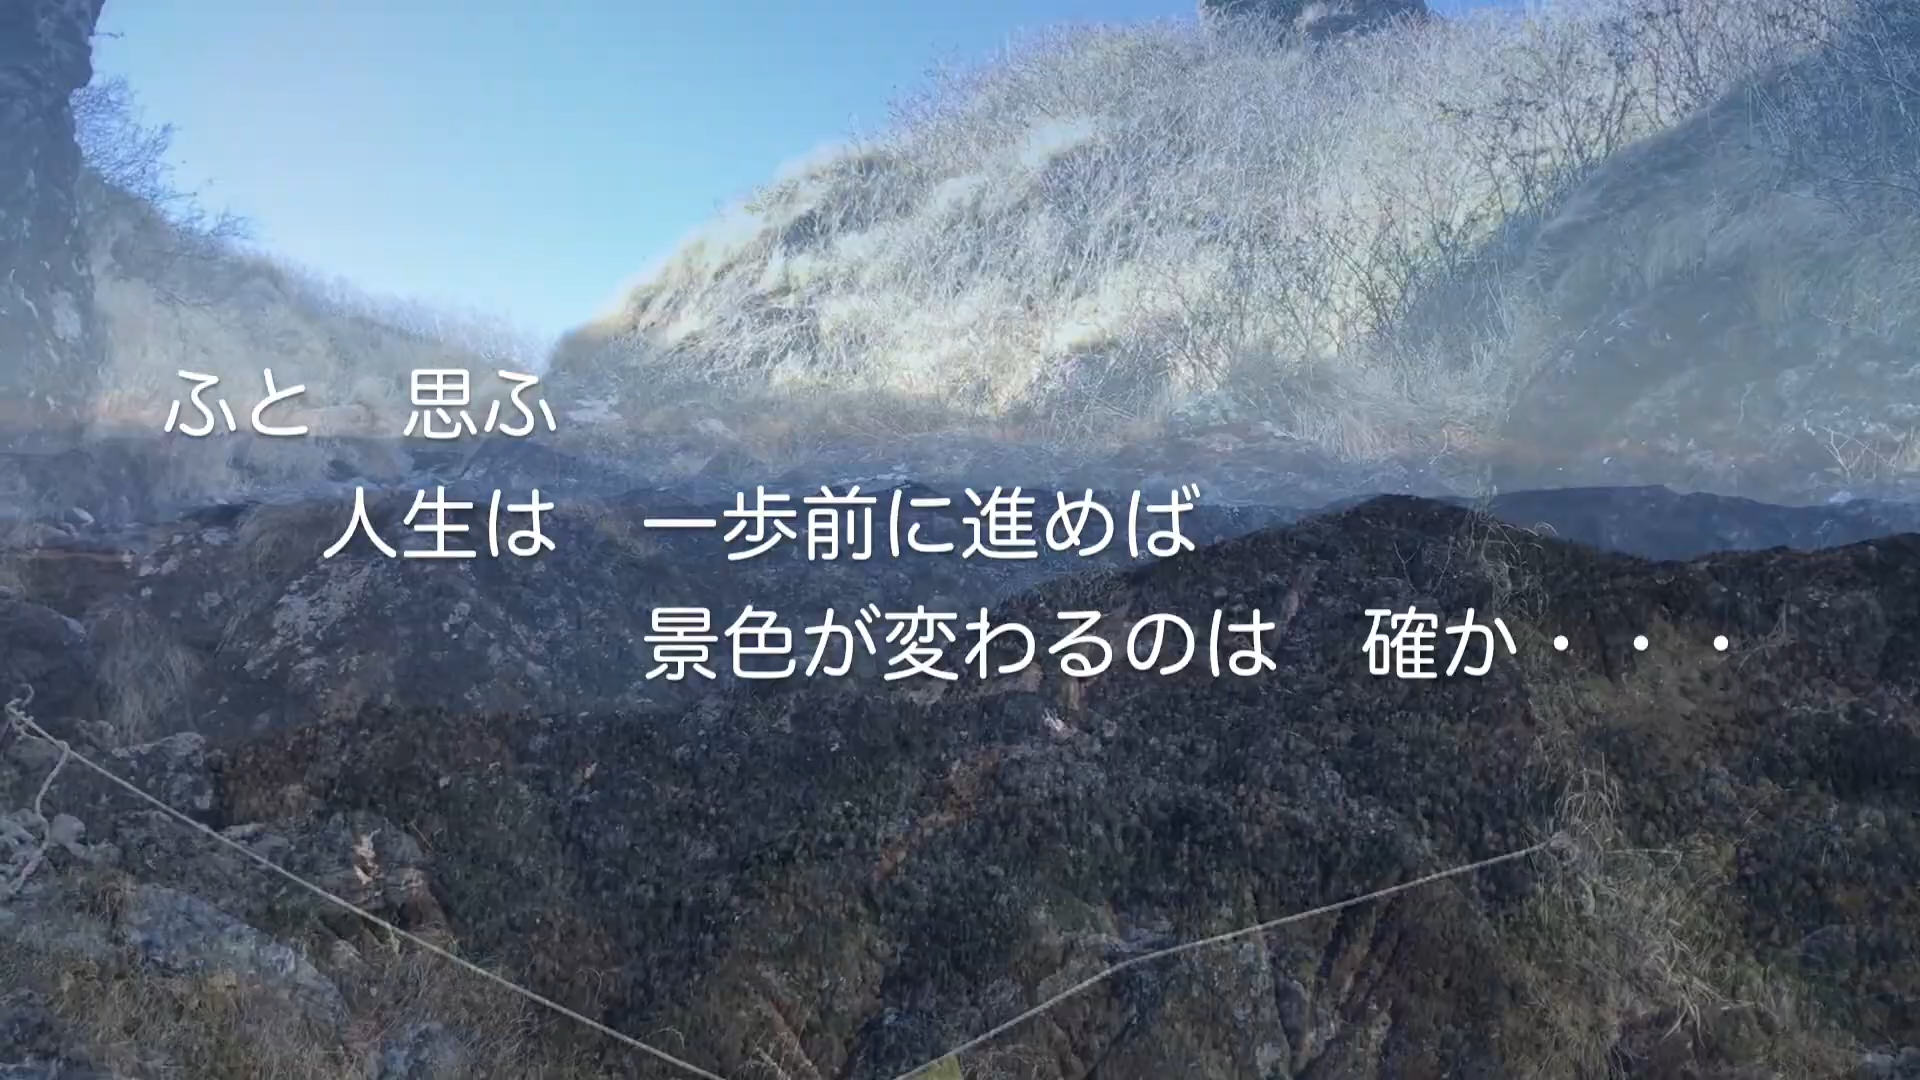 ふと　思ふ
人生は　一歩前に進めば
景色が変わるのは　確か・・・